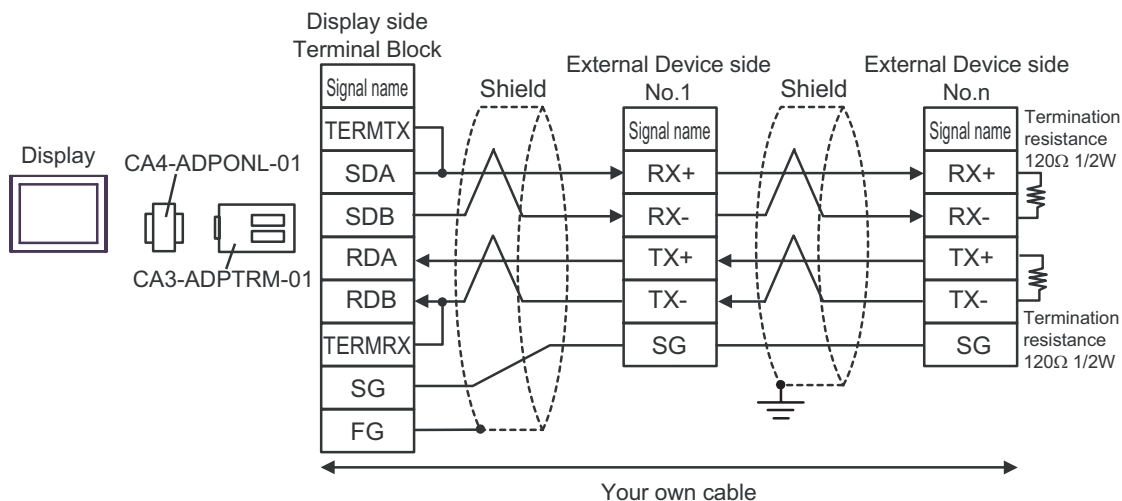 Display side
Terminal Block
External Device side
No.1
External Device side
No.n
Shield
Shield
Signal name
TERMTX
SDA
SDB
RDA
RDB
TERMRX
SG
FG
Signal name
RX+
RX-
TX+
TX-
SG
Signal name
RX+
RX-
TX+
TX-
SG
Termination
resistance
120Ω 1/2W
Termination
resistance
120Ω 1/2W
Display
CA4-ADPONL-01
CA3-ADPTRM-01
Your own cable